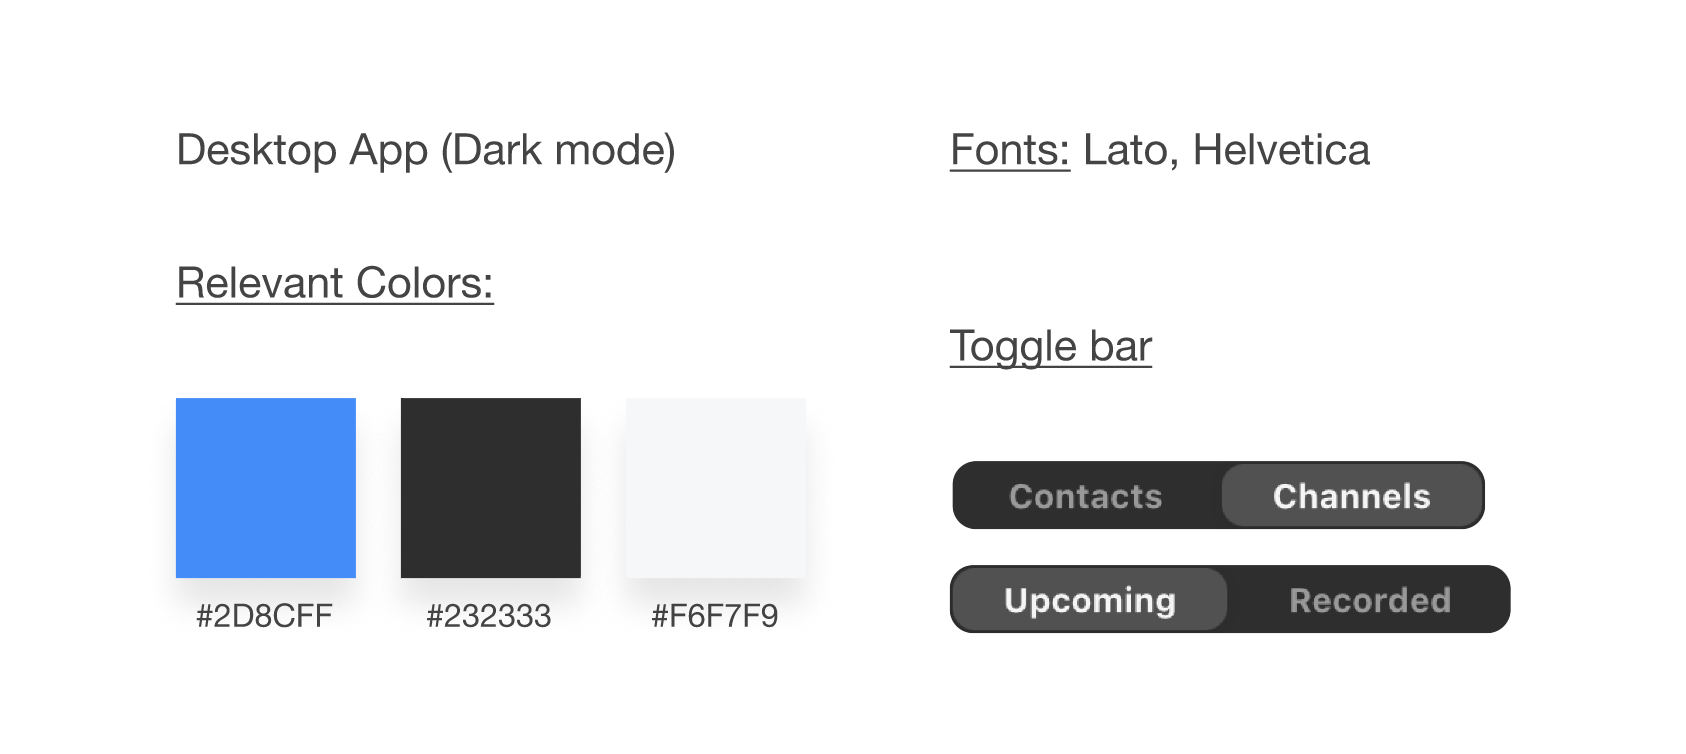 Desktop App (Dark mode)
Relevant Colors:
#2D8CFF
#232333
#F6F7F9
Fonts: Lato, Helvetica
Toggle bar
Contacts
Channels
Upcoming
Recorded